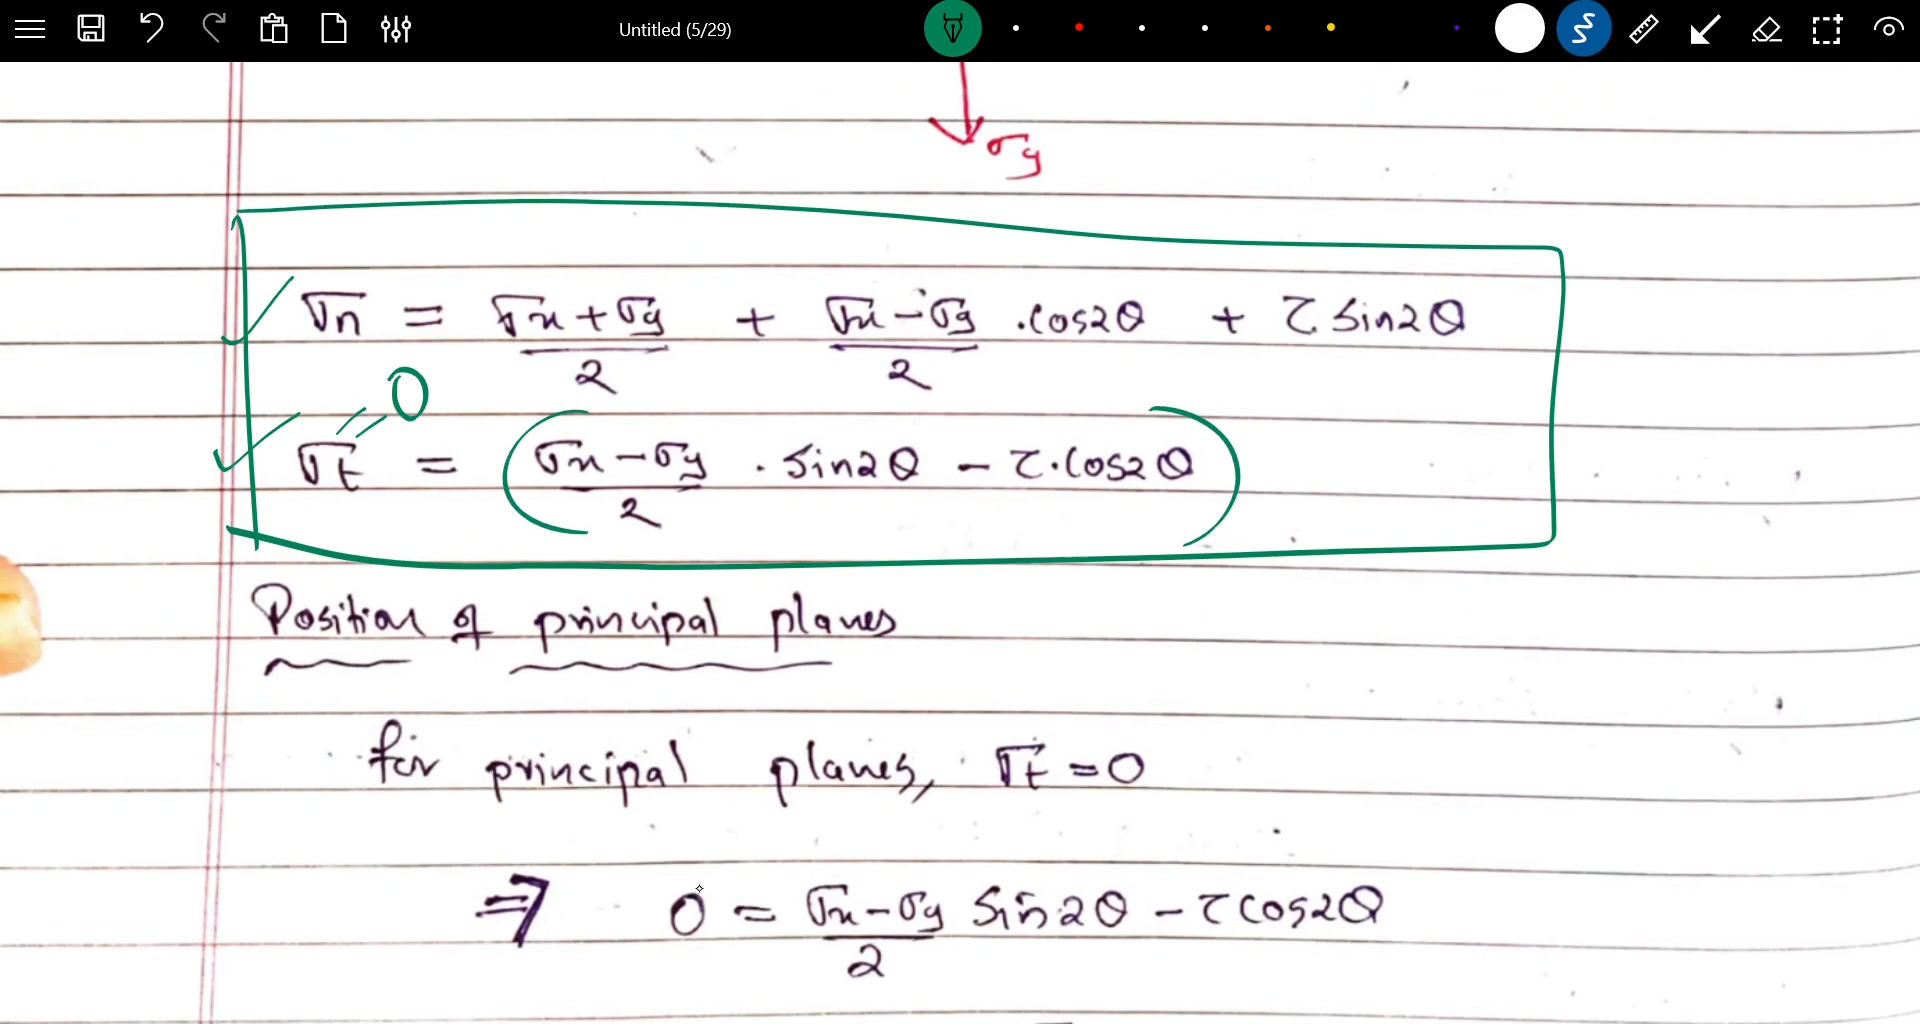 Untitled (5/29)
σy
σn = σx+σy/2 + σx-σy/2 .cos2θ + τ.sin2θ
0
σt = (σx-σy/2 . sin2θ - τ.cos2θ)
Position of principal planes
for principal planes, σt =0
⇒ 0 = σx-σy/2 sin2θ - τcos2θ